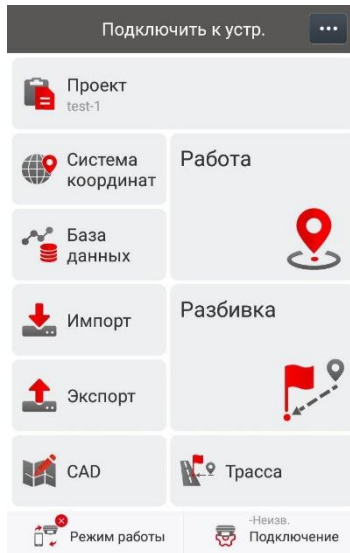 Подключить к устр.
Проект
test-1
Система
координат
Работа
База
данных
Импорт
Разбивка
Экспорт
CAD
Трасса
Режим работы
-Неизв.
Подключение